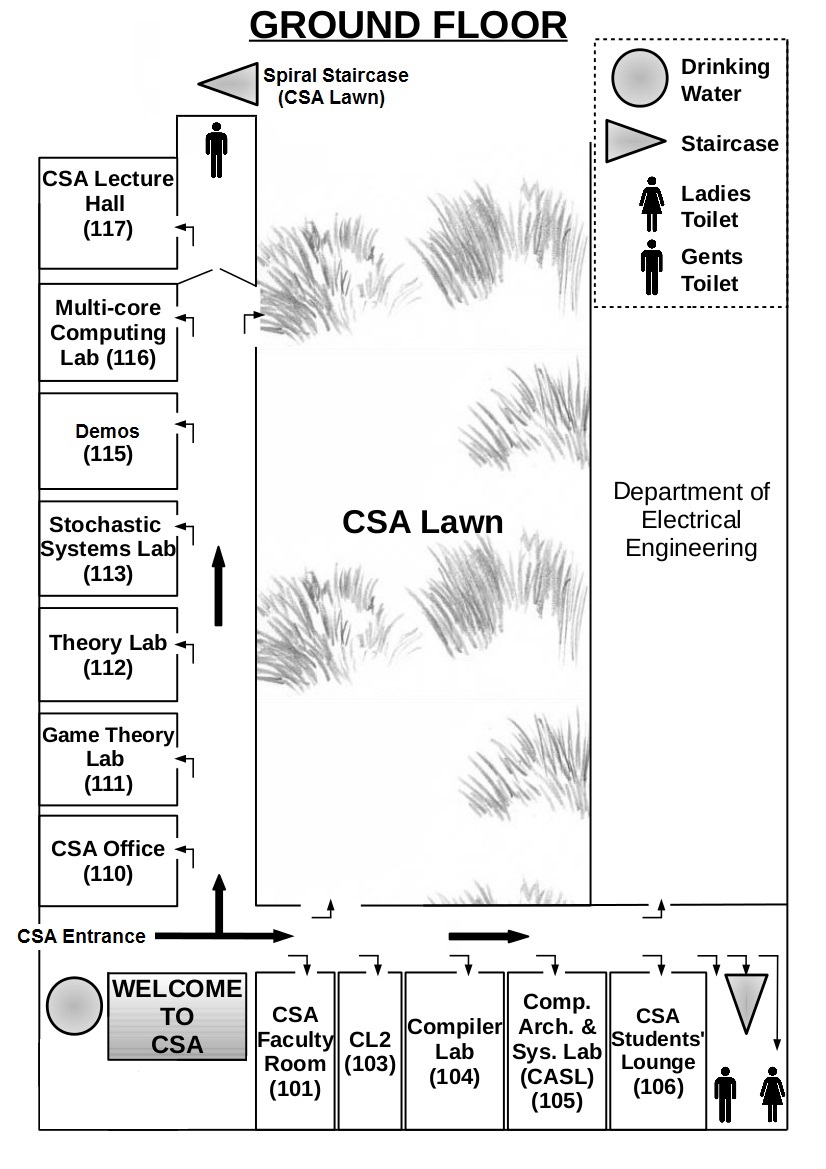 GROUND FLOOR
Spiral Staircase
(CSA Lawn)
Drinking
Water
Staircase
Ladies
Toilet
Gents
Toilet
CSA Lecture
Hall
(117)
Multi-core
Computing
Lab (116)
Demos
(115)
Stochastic
Systems Lab
(113)
Theory Lab
(112)
Game Theory
Lab
(111)
CSA Office
(110)
CSA Lawn
Department of
Electrical
Engineering
CSA Entrance
WELCOME
TO
CSA
CSA
Faculty
Room
(101)
CL2
(103)
Compiler
Lab
(104)
Comp.
Arch. &
Sys. Lab
(CASL)
(105)
CSA
Students'
Lounge
(106)